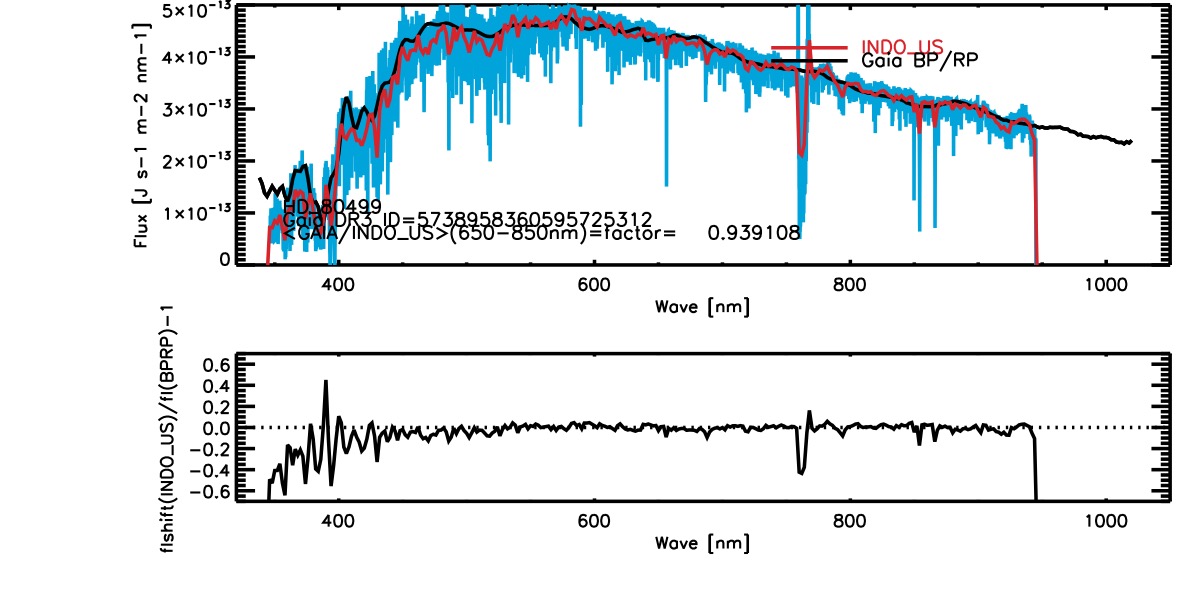 5×10−13
4×10−13
3×10−13
2×10−13
1×10−13
0
Flux [J s−1 m−2 nm−1]
INDO_US
Gaia BP/RP
HD 80499
Gaia DR3 ID=5738958360595725312
<GAIA/INDO_US>(650−850nm)=factor= 0.939108
400 600 800 1000
Wave [nm]
flshift(INDO_US)/fl(BPRP)−1
0.6
0.4
0.2
0.0
−0.2
−0.4
−0.6
400 600 800 1000
Wave [nm]